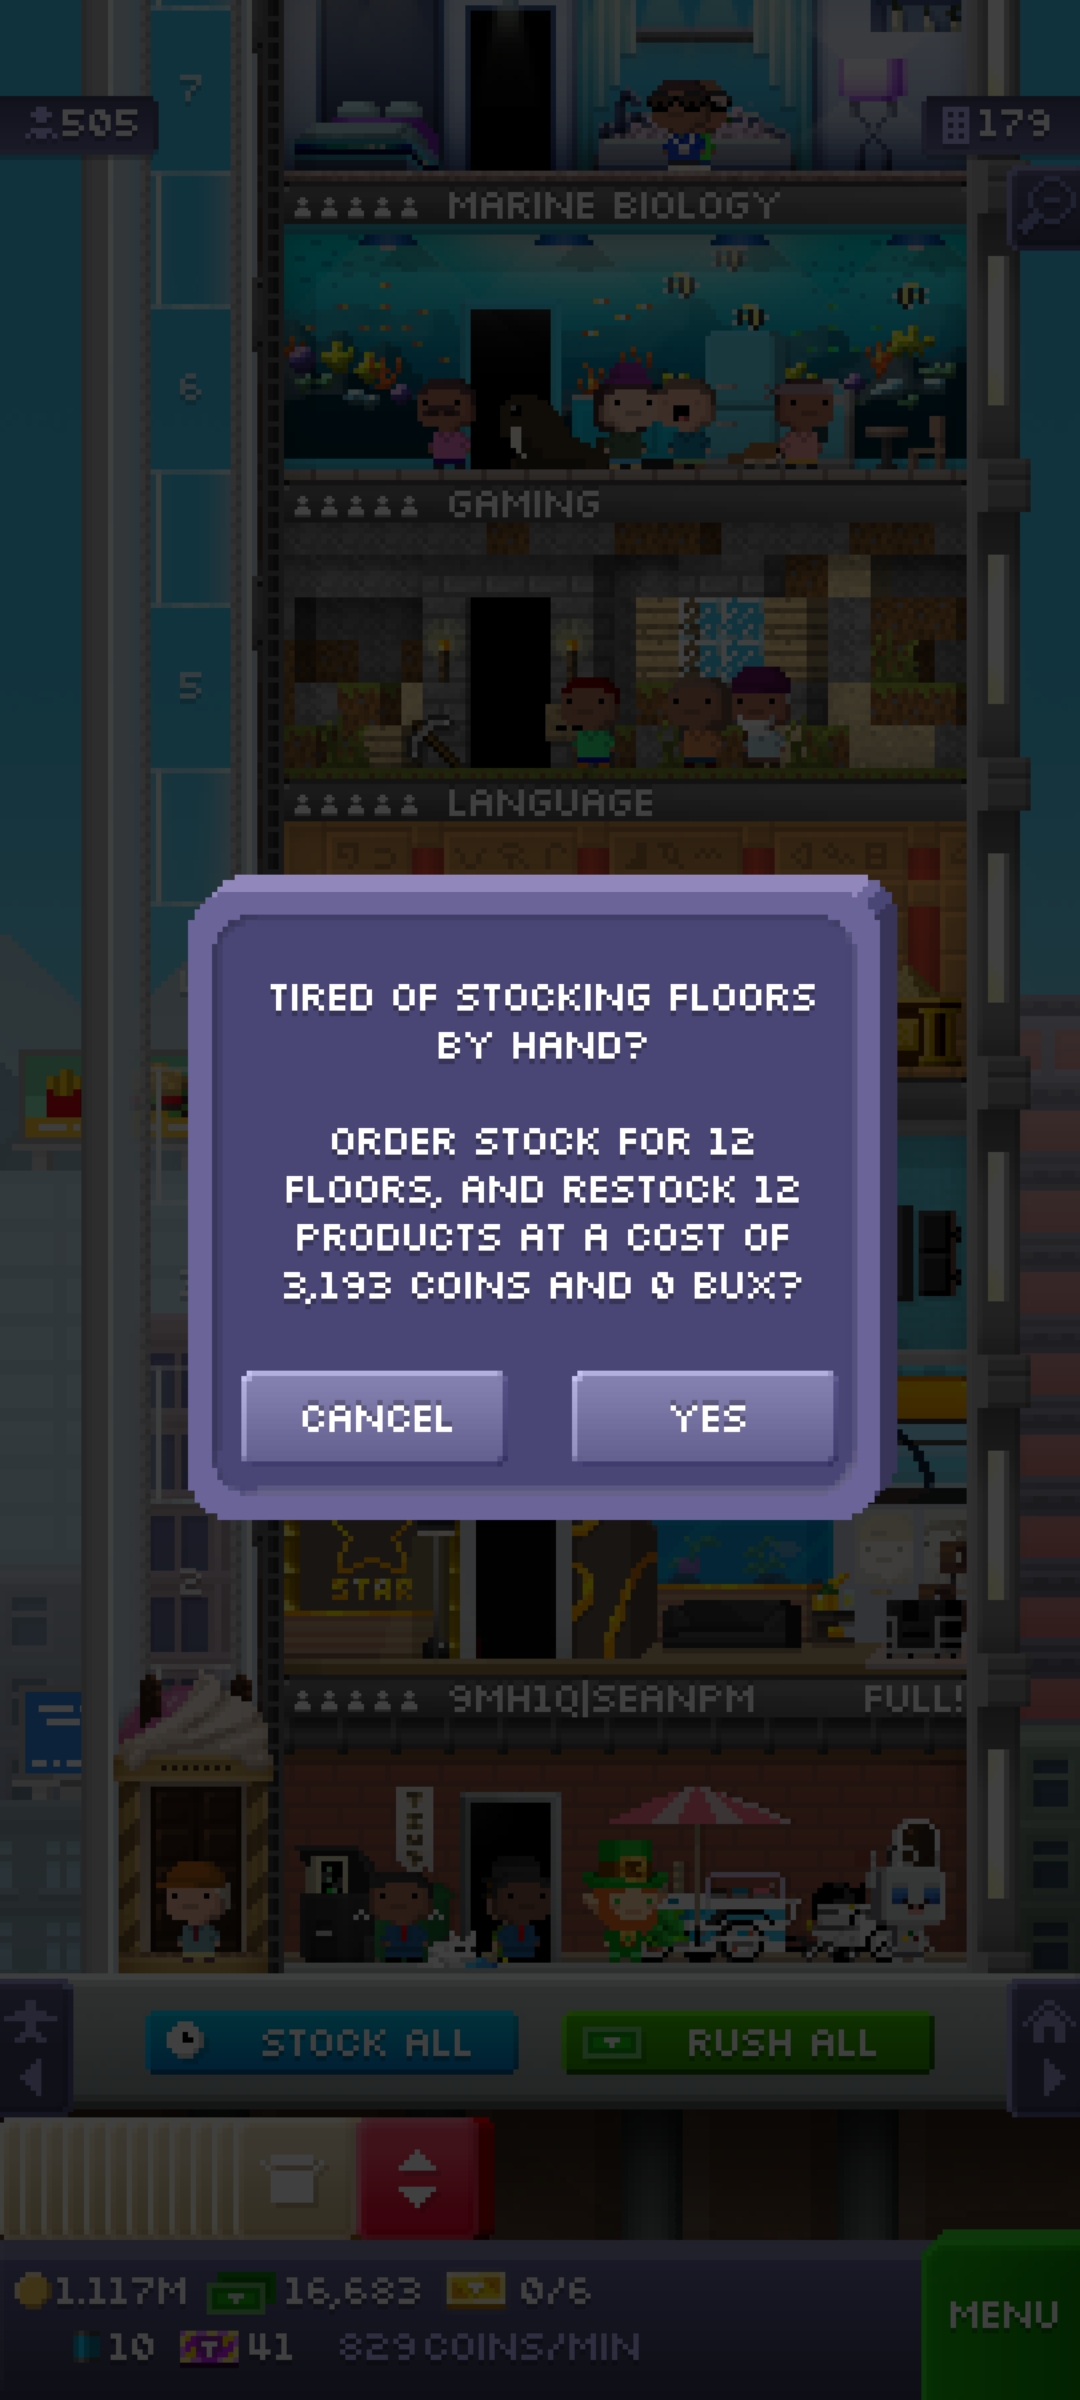 7
505
179
MARINE BIOLOGY
6
GAMING
5
LANGUAGE
TIRED OF STOCKING FLOORS
BY HAND?
ORDER STOCK FOR 12
FLOORS, AND RESTOCK 12
PRODUCTS AT A COST OF
3,193 COINS AND 0 BUX?
CANCEL
YES
STAR
2
9MH1Q|SEANPM
FULL!
STOCK ALL
RUSH ALL
1.117M
16,683
0/6
MENU
10
41
829 COINS/MIN